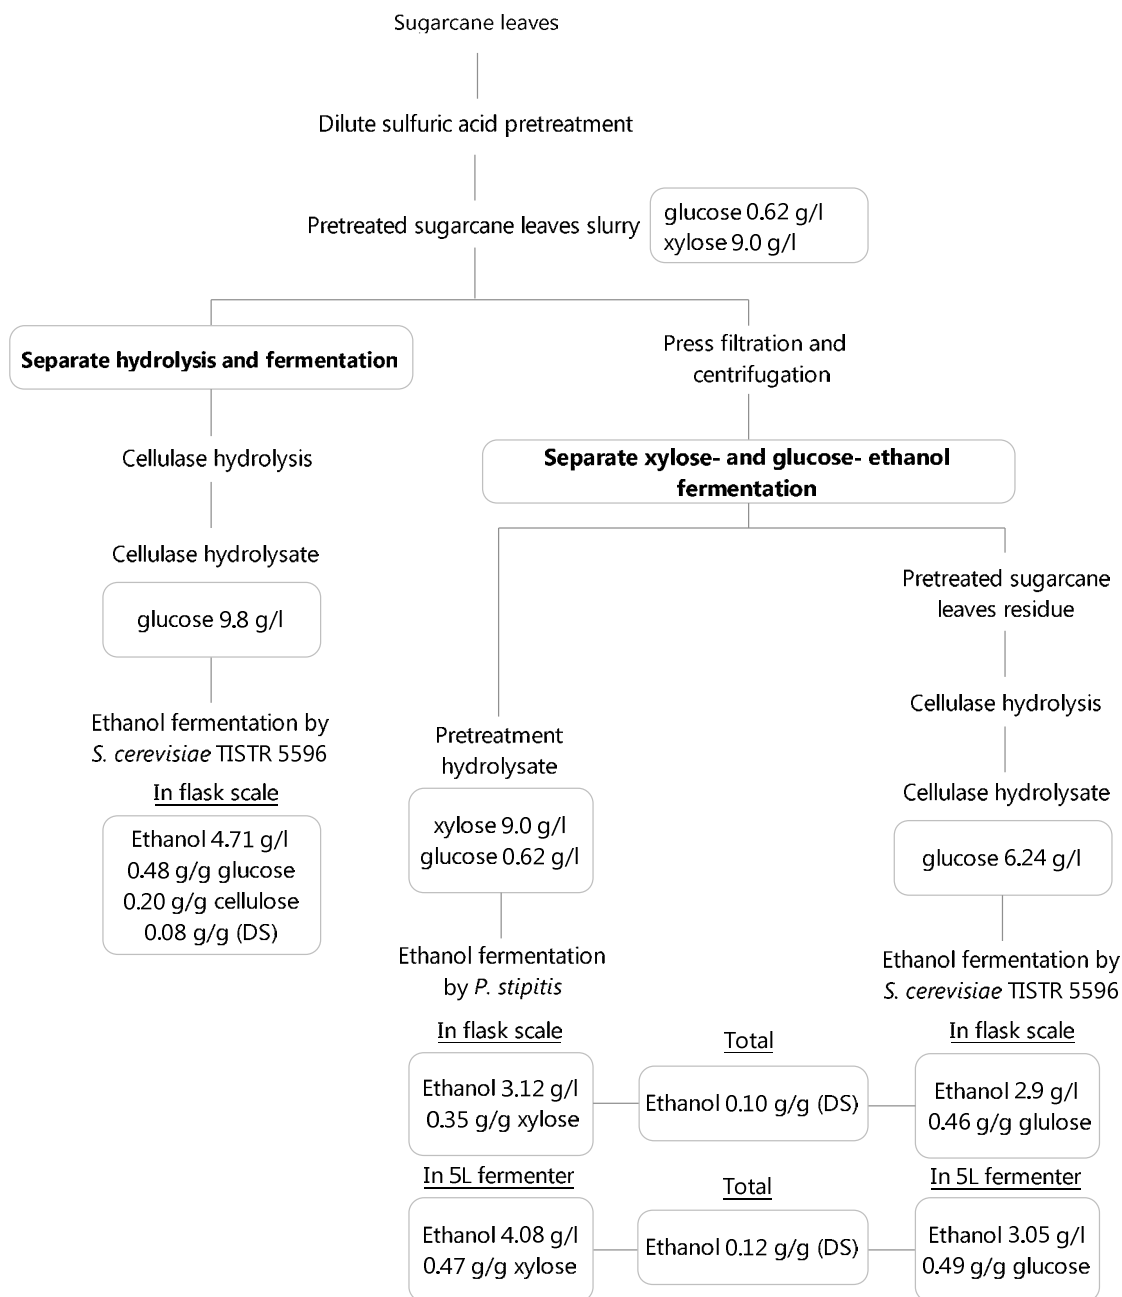 Sugarcane leaves
Dilute sulfuric acid pretreatment
Pretreated sugarcane leaves slurry
glucose 0.62 g/l
xylose 9.0 g/l
Separate hydrolysis and fermentation
Cellulase hydrolysis
Cellulase hydrolysate
glucose 9.8 g/l
Ethanol fermentation by
S. cerevisiae TISTR 5596
In flask scale
Ethanol 4.71 g/l
0.48 g/g glucose
0.20 g/g cellulose
0.08 g/g (DS)
Press filtration and
centrifugation
Separate xylose- and glucose- ethanol
fermentation
Pretreatment
hydrolysate
xylose 9.0 g/l
glucose 0.62 g/l
Ethanol fermentation
by P. stipitis
In flask scale
Ethanol 3.12 g/l
0.35 g/g xylose
In 5L fermenter
Ethanol 4.08 g/l
0.47 g/g xylose
Total
Ethanol 0.10 g/g (DS)
Total
Ethanol 0.12 g/g (DS)
Pretreated sugarcane
leaves residue
Cellulase hydrolysis
Cellulase hydrolysate
glucose 6.24 g/l
Ethanol fermentation by
S. cerevisiae TISTR 5596
In flask scale
Ethanol 2.9 g/l
0.46 g/g glulose
In 5L fermenter
Ethanol 3.05 g/l
0.49 g/g glucose